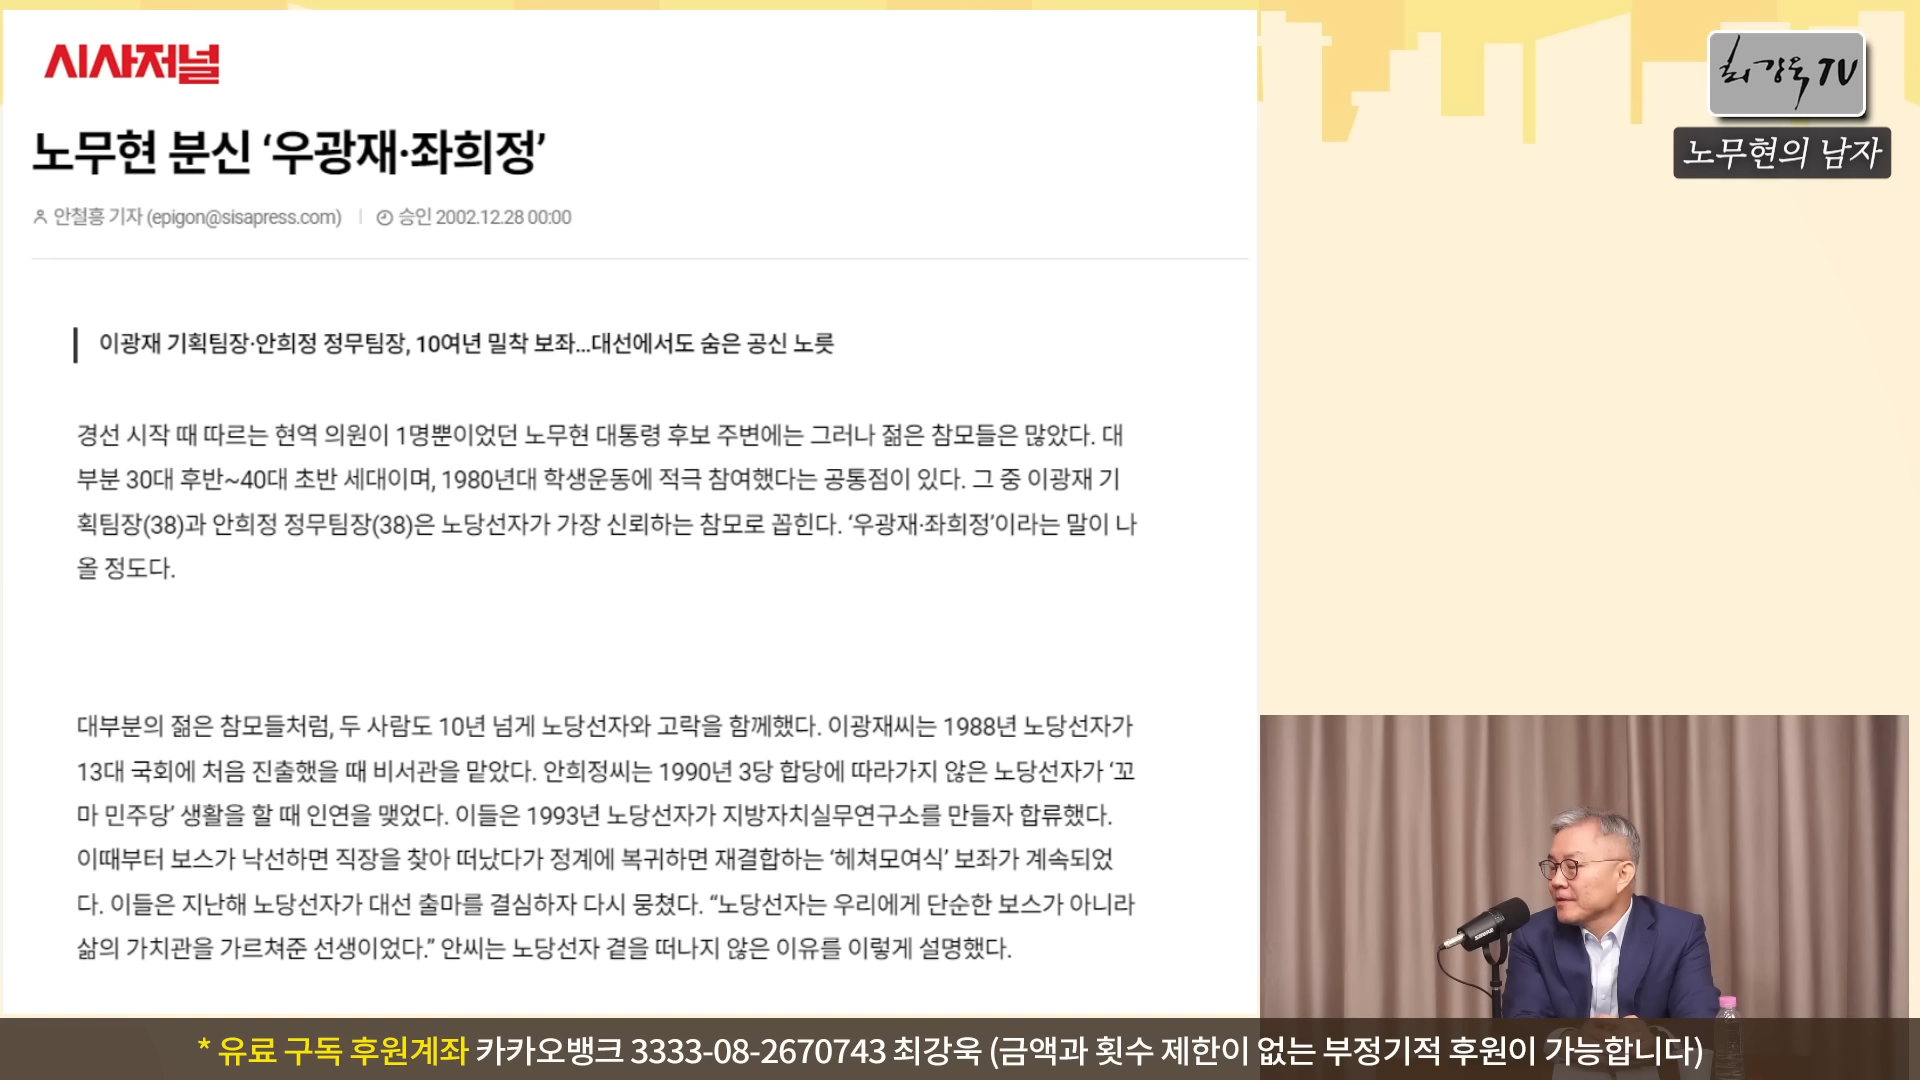 시사저널
노무현 분신 ‘우광재·좌희정’
안철흥 기자 (epigon@sisapress.com) | 승인 2002.12.28 00:00
이광재 기획팀장·안희정 정무팀장, 10여년 밀착 보좌...대선에서도 숨은 공신 노릇
경선 시작 때 따르는 현역 의원이 1명뿐이었던 노무현 대통령 후보 주변에는 그러나 젊은 참모들은 많았다. 대
부분 30대 후반~40대 초반 세대이며, 1980년대 학생운동에 적극 참여했다는 공통점이 있다. 그 중 이광재 기
획팀장(38)과 안희정 정무팀장(38)은 노당선자가 가장 신뢰하는 참모로 꼽힌다. ‘우광재·좌희정’이라는 말이 나
올 정도다.
대부분의 젊은 참모들처럼, 두 사람도 10년 넘게 노당선자와 고락을 함께했다. 이광재씨는 1988년 노당선자가
13대 국회에 처음 진출했을 때 비서관을 맡았다. 안희정씨는 1990년 3당 합당에 따라가지 않은 노당선자가 ‘꼬
마 민주당’ 생활을 할 때 인연을 맺었다. 이들은 1993년 노당선자가 지방자치실무연구소를 만들자 합류했다.
이때부터 보스가 낙선하면 직장을 찾아 떠났다가 정계에 복귀하면 재결합하는 ‘헤쳐모여식’ 보좌가 계속되었
다. 이들은 지난해 노당선자가 대선 출마를 결심하자 다시 뭉쳤다. “노당선자는 우리에게 단순한 보스가 아니라
삶의 가치관을 가르쳐준 선생이었다.” 안씨는 노당선자 곁을 떠나지 않은 이유를 이렇게 설명했다.
최강욱 TV
노무현의 남자
SHURE
* 유료 구독 후원계좌 카카오뱅크 3333-08-2670743 최강욱 (금액과 횟수 제한이 없는 부정기적 후원이 가능합니다)